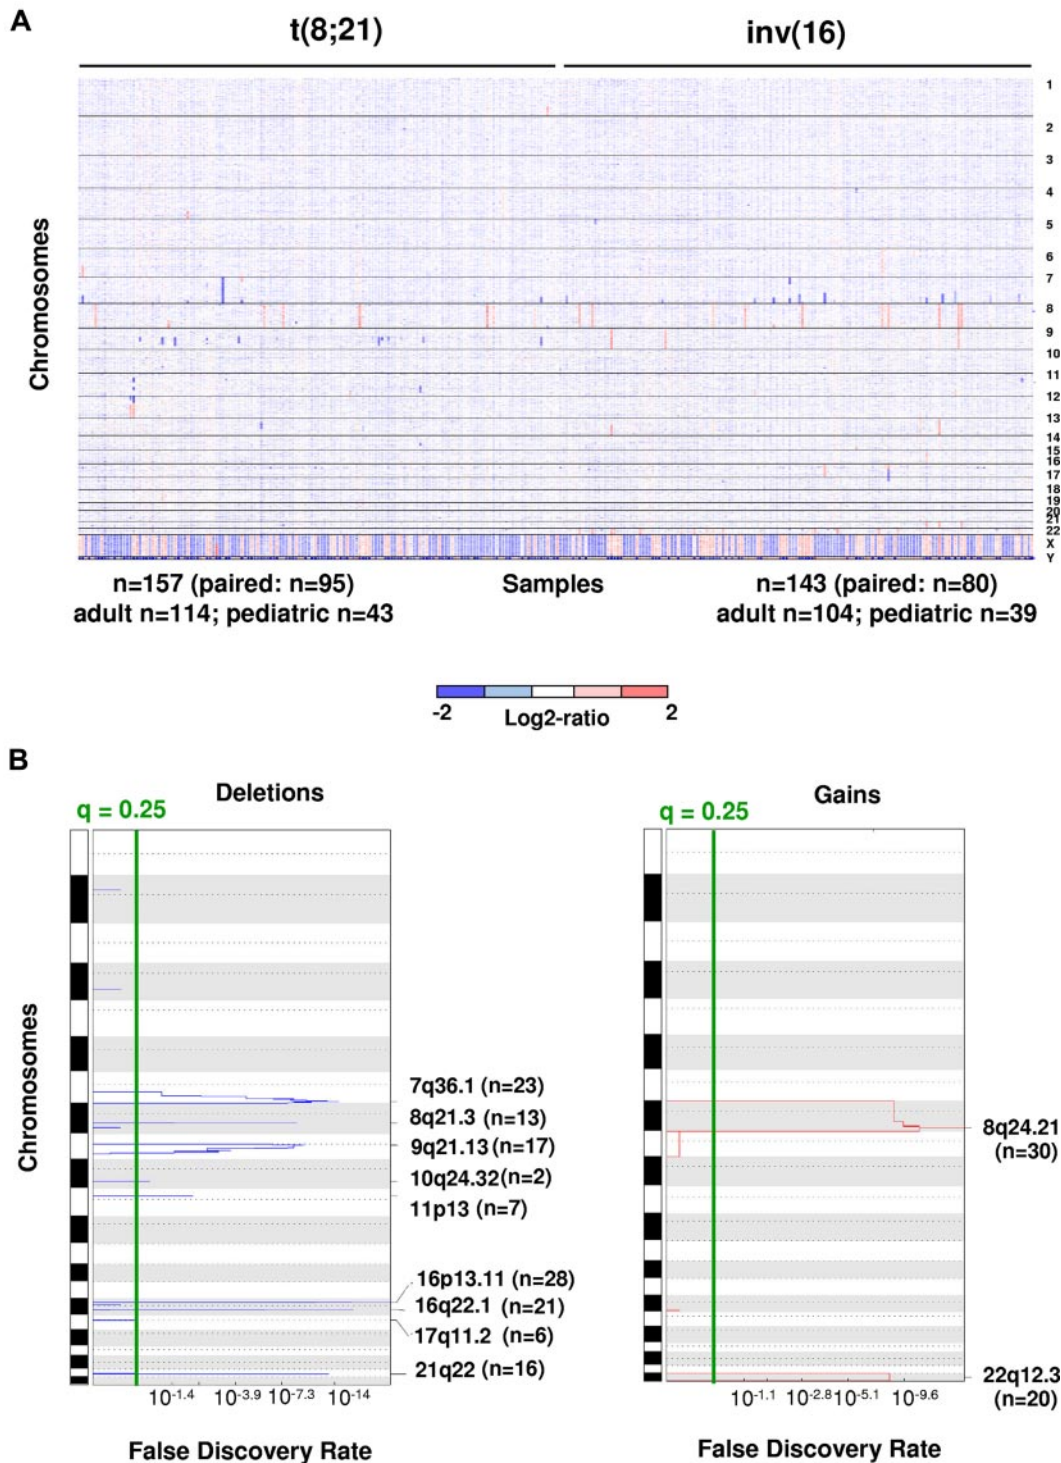 A
t(8;21)
inv(16)
Chromosomes
1
2
3
4
5
6
7
8
9
10
11
12
13
14
15
16
17
18
19
20
21
22
X
Y
n=157 (paired: n=95)
adult n=114; pediatric n=43
Samples
n=143 (paired: n=80)
adult n=104; pediatric n=39
-2
Log2-ratio
2
B
Deletions
q = 0.25
Chromosomes
7q36.1 (n=23)
8q21.3 (n=13)
9q21.13 (n=17)
10q24.32 (n=2)
11p13 (n=7)
16p13.11 (n=28)
16q22.1 (n=21)
17q11.2 (n=6)
21q22 (n=16)
10-1.4 10-3.9 10-7.3 10-14
False Discovery Rate
Gains
q = 0.25
8q24.21
(n=30)
22q12.3
(n=20)
10-1.1 10-2.8 10-5.1 10-9.6
False Discovery Rate